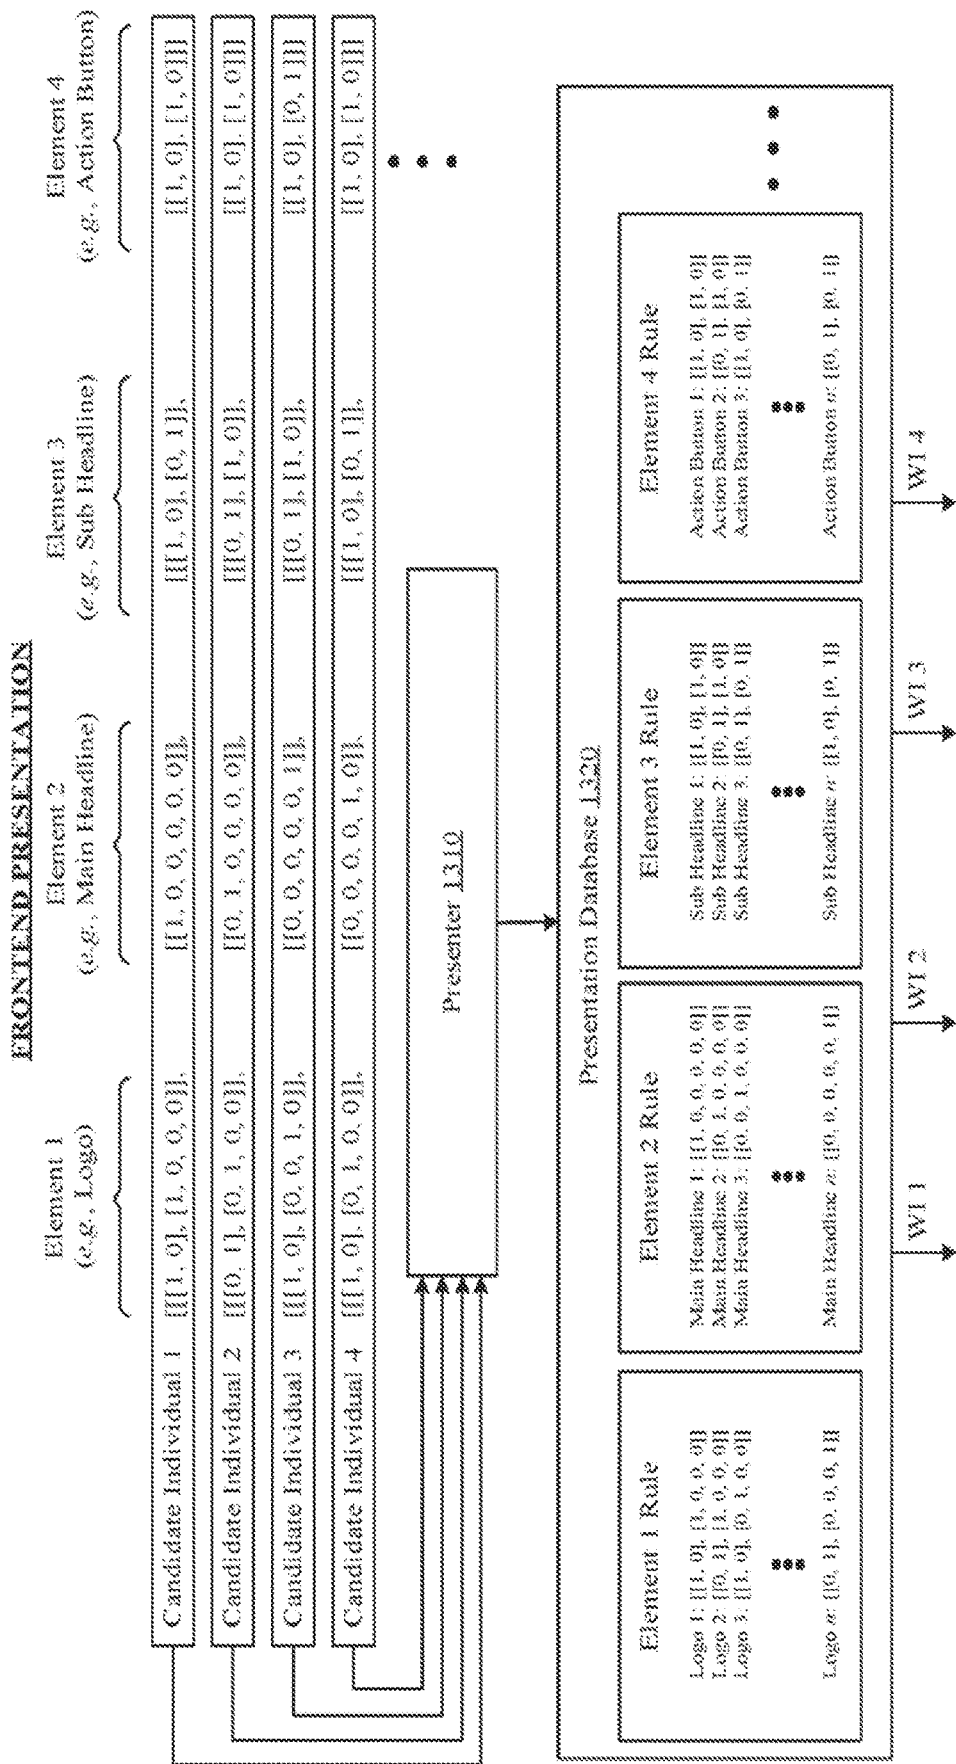 FRONTEND PRESENTATION
Element 1
(e.g., Logo)
Element 2
(e.g., Main Headline)
Element 3
(e.g., Sub Headline)
Element 4
(e.g., Action Button)
Candidate Individual 1 [[[1, 0], [1, 0, 0, 0]], [[1, 0, 0, 0, 0, 0]], [[[1, 0], [0, 1]], [[1, 0], [1, 0]]]
Candidate Individual 2 [[[0, 1], [0, 1, 0, 0]], [[0, 1, 0, 0, 0, 0]], [[[0, 1], [1, 0]], [[1, 0], [1, 0]]]
Candidate Individual 3 [[[1, 0], [0, 0, 1, 0]], [[0, 0, 0, 0, 0, 1]], [[[0, 1], [1, 0]], [[1, 0], [0, 1]]]
Candidate Individual 4 [[[1, 0], [0, 1, 0, 0]], [[0, 0, 0, 0, 1, 0]], [[[1, 0], [0, 1]], [[1, 0], [1, 0]]]
Presenter 1310
Presentation Database 1320
Element 1 Rule
Logo 1: [[1, 0], [1, 0, 0, 0]]
Logo 2: [[0, 1], [1, 0, 0, 0]]
Logo 3: [[1, 0], [0, 1, 0, 0]]
Logo n: [[0, 1], [0, 0, 0, 1]]
Element 2 Rule
Main Headline 1: [[1, 0, 0, 0, 0, 0]]
Main Headline 2: [[0, 1, 0, 0, 0, 0]]
Main Headline 3: [[0, 0, 1, 0, 0, 0]]
Main Headline n: [[0, 0, 0, 0, 0, 1]]
Element 3 Rule
Sub Headline 1: [[1, 0], [1, 0]]
Sub Headline 2: [[0, 1], [1, 0]]
Sub Headline 3: [[0, 1], [0, 1]]
Sub Headline n: [[1, 0], [0, 1]]
Element 4 Rule
Action Button 1: [[1, 0], [1, 0]]
Action Button 2: [[0, 1], [1, 0]]
Action Button 3: [[1, 0], [0, 1]]
Action Button n: [[0, 1], [0, 1]]
WI 1
WI 2
WI 3
WI 4